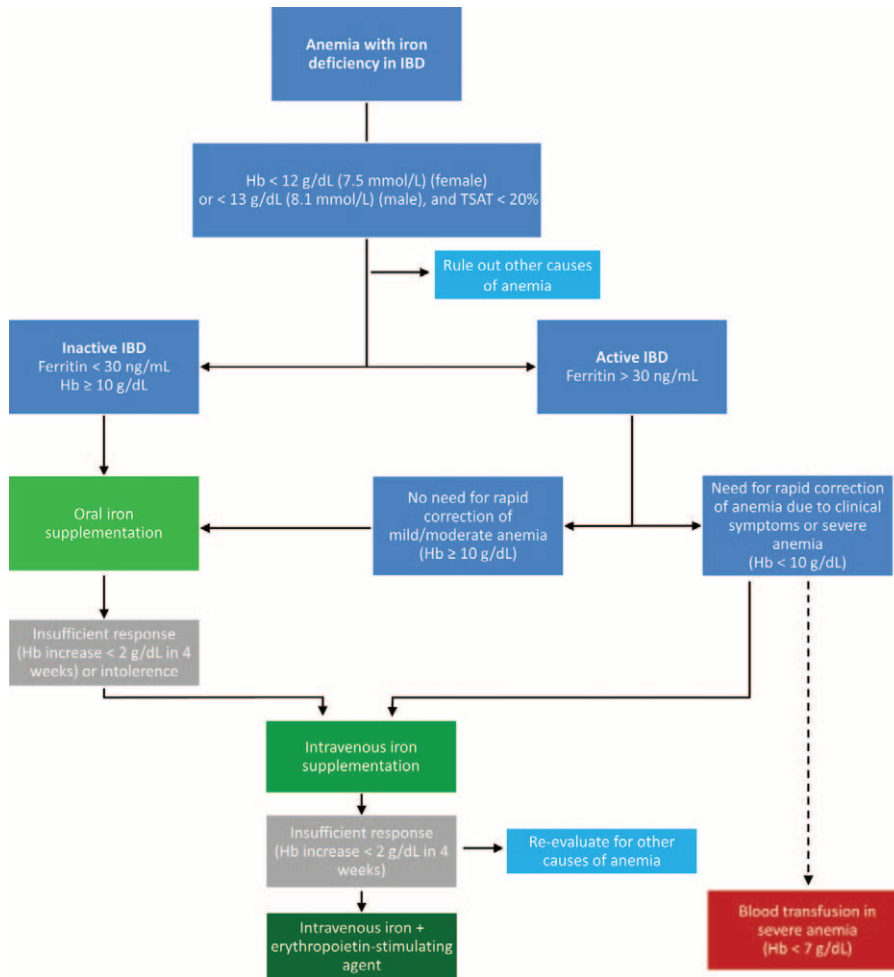 Anemia with iron
deficiency in IBD
Hb < 12 g/dL (7.5 mmol/L) (female)
or < 13 g/dL (8.1 mmol/L) (male), and TSAT < 20%
Rule out other causes
of anemia
Inactive IBD
Ferritin < 30 ng/mL
Hb ≥ 10 g/dL
Active IBD
Ferritin > 30 ng/mL
Oral iron
supplementation
No need for rapid
correction of
mild/moderate anemia
(Hb ≥ 10 g/dL)
Need for rapid correction
of anemia due to clinical
symptoms or severe
anemia
(Hb < 10 g/dL)
Insufficient response
(Hb increase < 2 g/dL in 4
weeks) or intolerence
Intravenous iron
supplementation
Insufficient response
(Hb increase < 2 g/dL in 4
weeks)
Re-evaluate for other
causes of anemia
Intravenous iron +
erythropoietin-stimulating
agent
Blood transfusion in
severe anemia
(Hb < 7 g/dL)